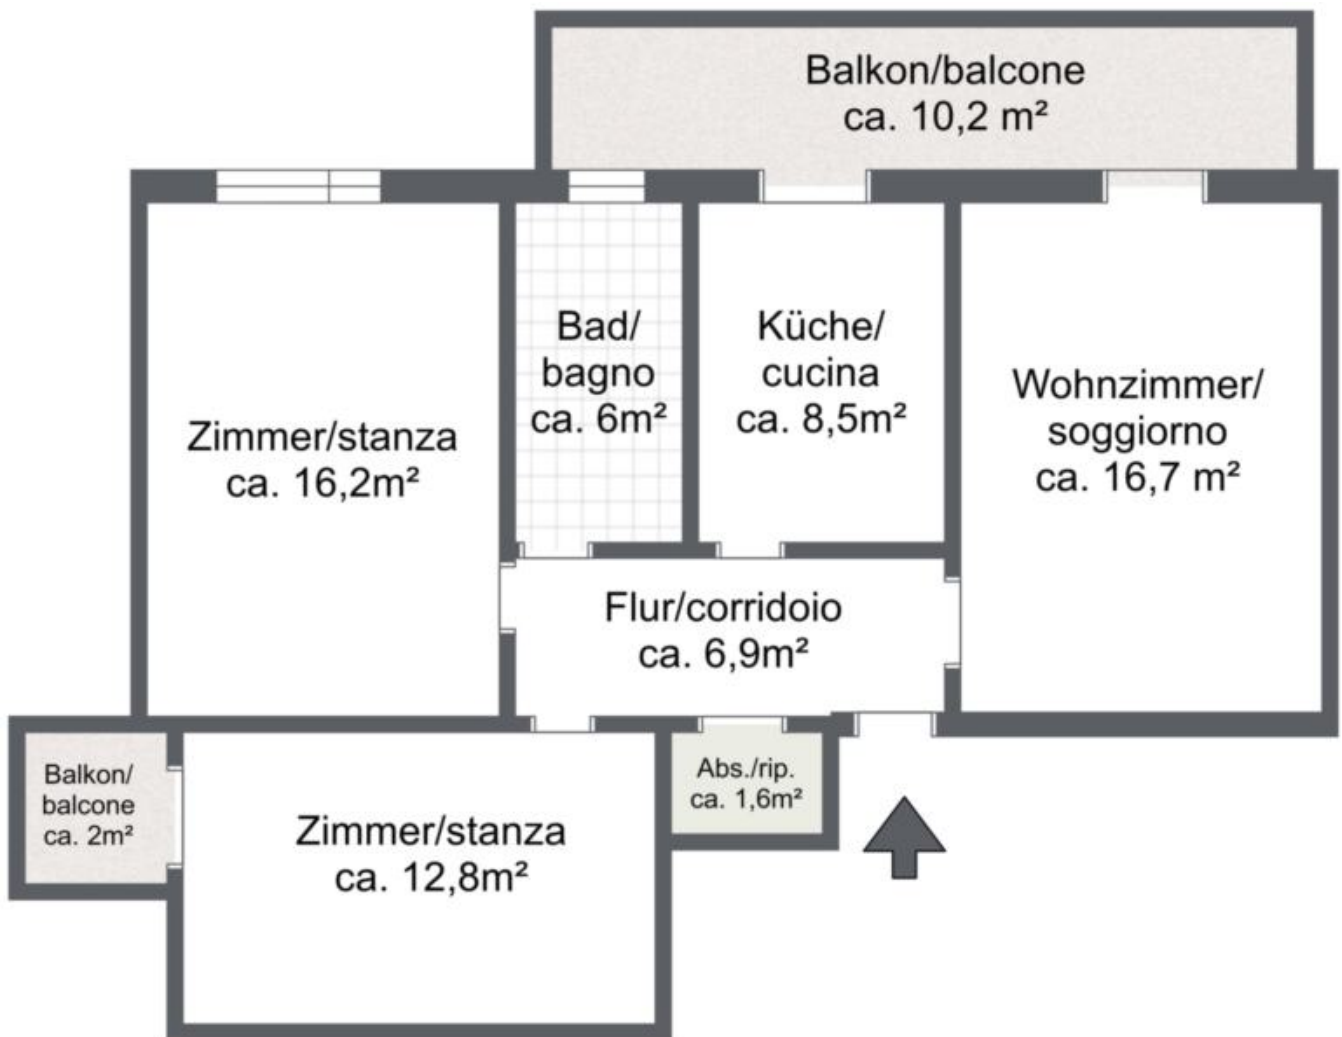 Balkon/balcone
ca. 10,2 m²
Bad/
bagno
ca. 6m²
Küche/
cucina
ca. 8,5m²
Wohnzimmer/
soggiorno
ca. 16,7 m²
Zimmer/stanza
ca. 16,2m²
Flur/corridoio
ca. 6,9m²
Balkon/
balcone
ca. 2m²
Zimmer/stanza
ca. 12,8m²
Abs./rip.
ca. 1,6m²